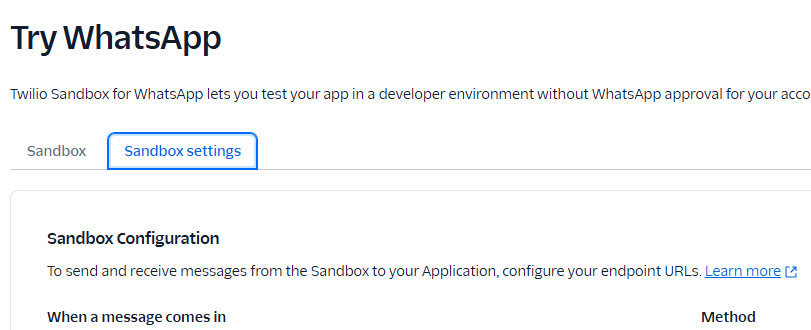 Try WhatsApp
Twilio Sandbox for WhatsApp lets you test your app in a developer environment without WhatsApp approval for your acco
Sandbox Sandbox settings
Sandbox Configuration
To send and receive messages from the Sandbox to your Application, configure your endpoint URLs. Learn more
When a message comes in Method